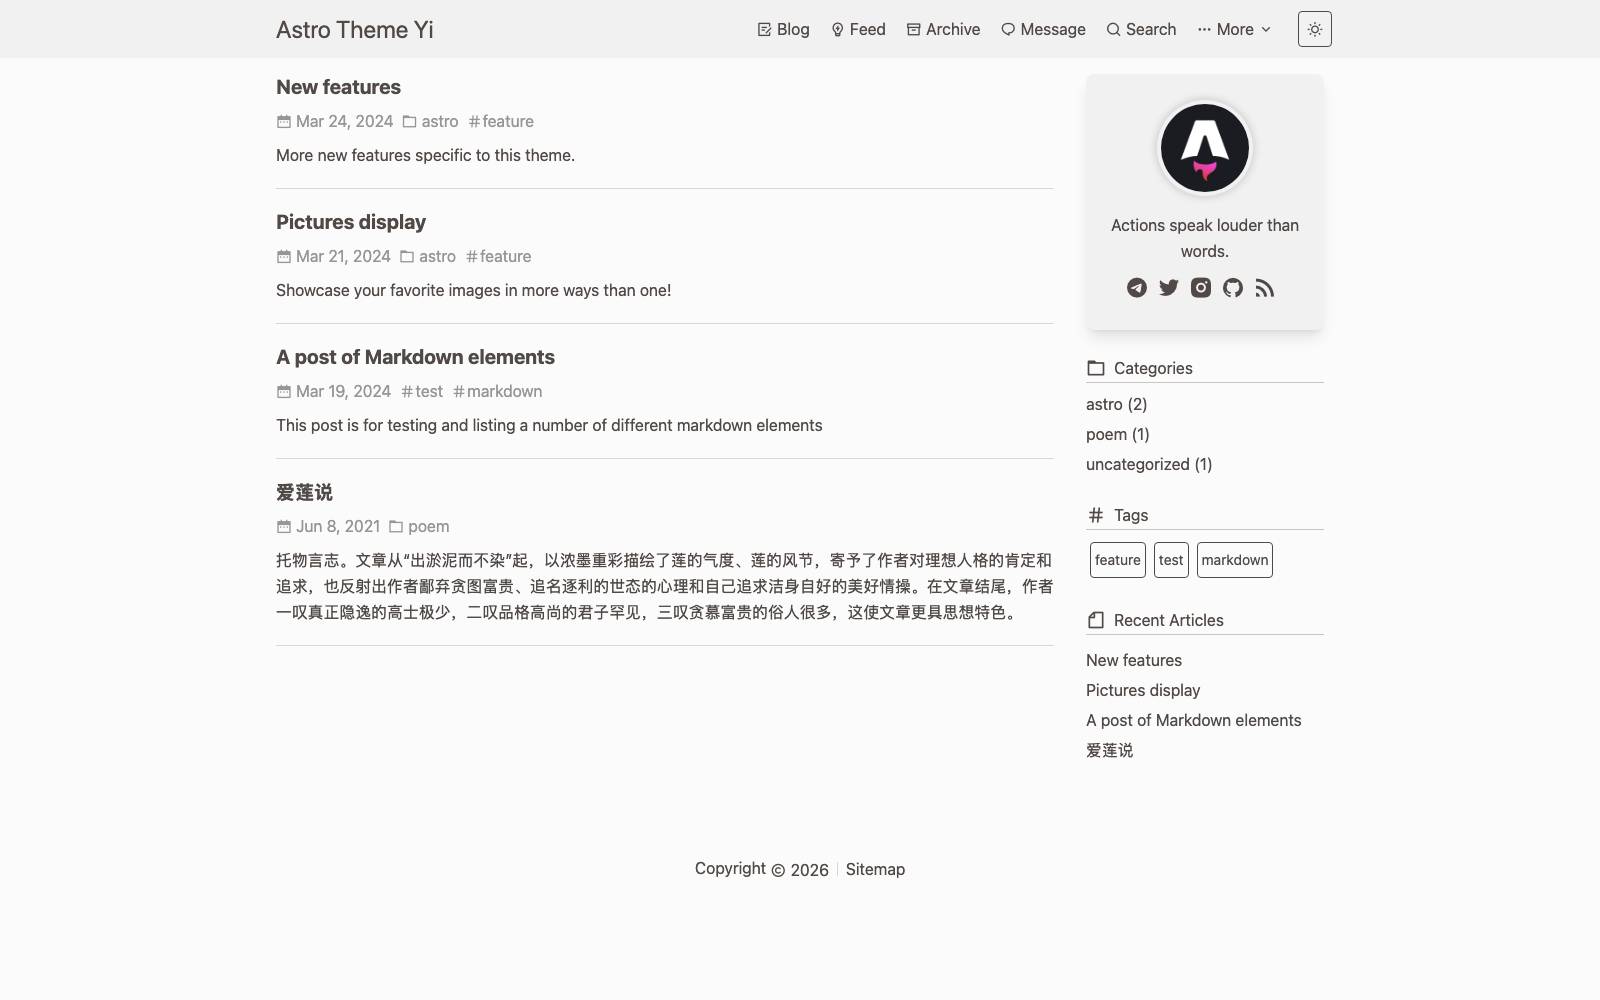 Astro Theme Yi
Blog Feed Archive Message Search More
New features
Mar 24, 2024 astro #feature
More new features specific to this theme.
Pictures display
Mar 21, 2024 astro #feature
Showcase your favorite images in more ways than one!
A post of Markdown elements
Mar 19, 2024 #test #markdown
This post is for testing and listing a number of different markdown elements
爱莲说
Jun 8, 2021 poem
托物言志。文章从“出淤泥而不染”起，以浓墨重彩描绘了莲的气度、莲的风节，寄予了作者对理想人格的肯定和
追求，也反射出作者鄙弃贪图富贵、追名逐利的世态的心理和自己追求洁身自好的美好情操。在文章结尾，作者
一叹真正隐逸的高士极少，二叹品格高尚的君子罕见，三叹贪慕富贵的俗人很多，这使文章更具思想特色。
Actions speak louder than
words.
Categories
astro (2)
poem (1)
uncategorized (1)
# Tags
feature test markdown
Recent Articles
New features
Pictures display
A post of Markdown elements
爱莲说
Copyright © 2026 | Sitemap